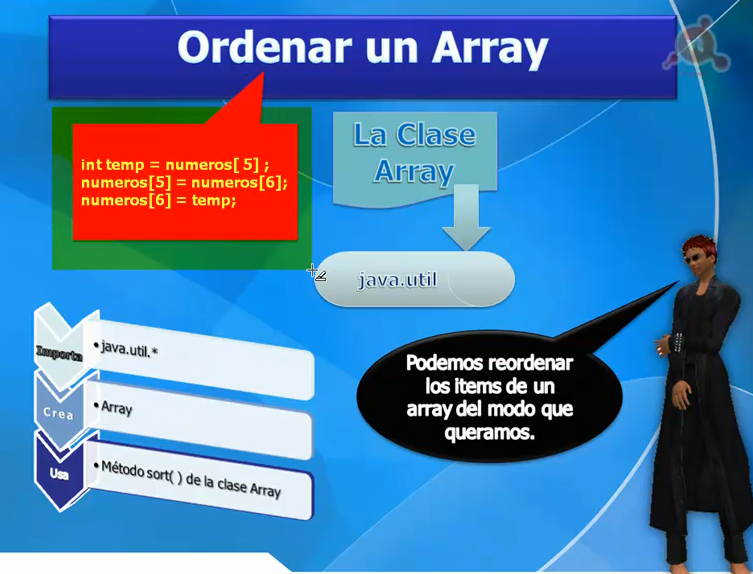 Ordenar un Array
int temp = numeros[ 5] ;
numeros[5] = numeros[6];
numeros[6] = temp;
La Clase
Array
java.util
Importa
•java.util.*
Crea
•Array
Usa
•Método sort( ) de la clase Array
Podemos reordenar
los items de un
array del modo que
queramos.